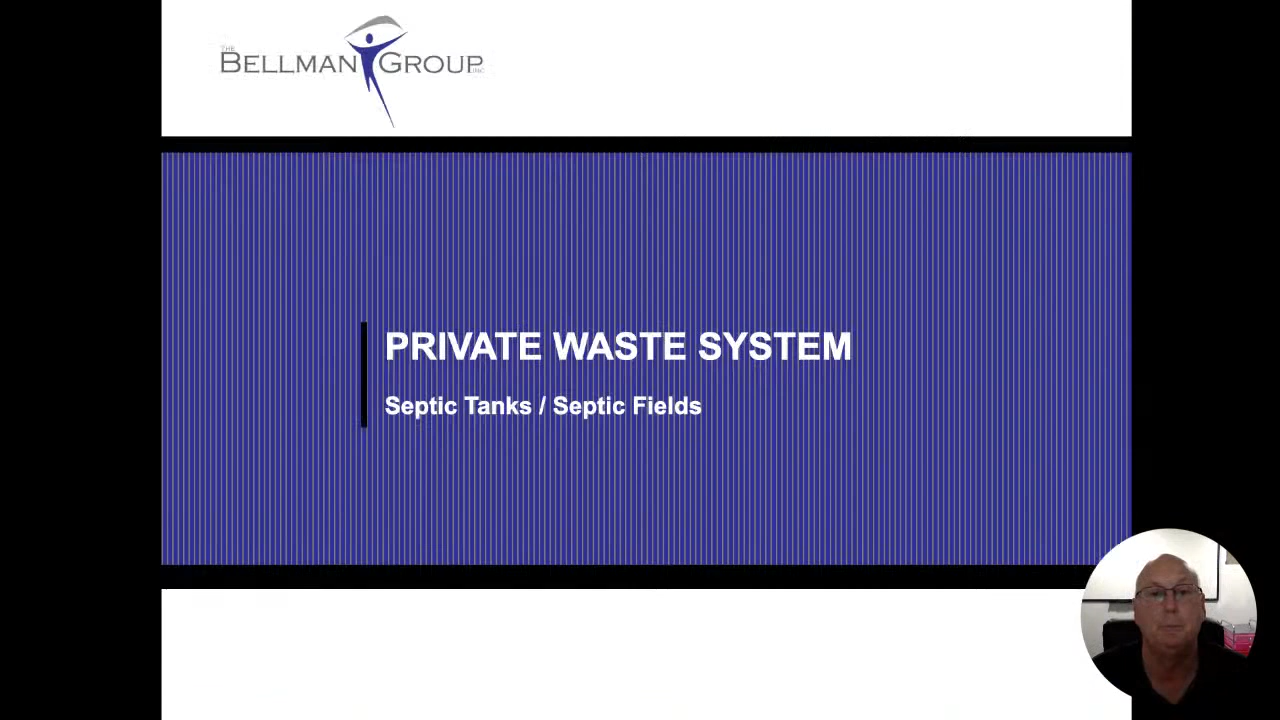 THE
BELLMAN GROUP INC
PRIVATE WASTE SYSTEM
Septic Tanks / Septic Fields